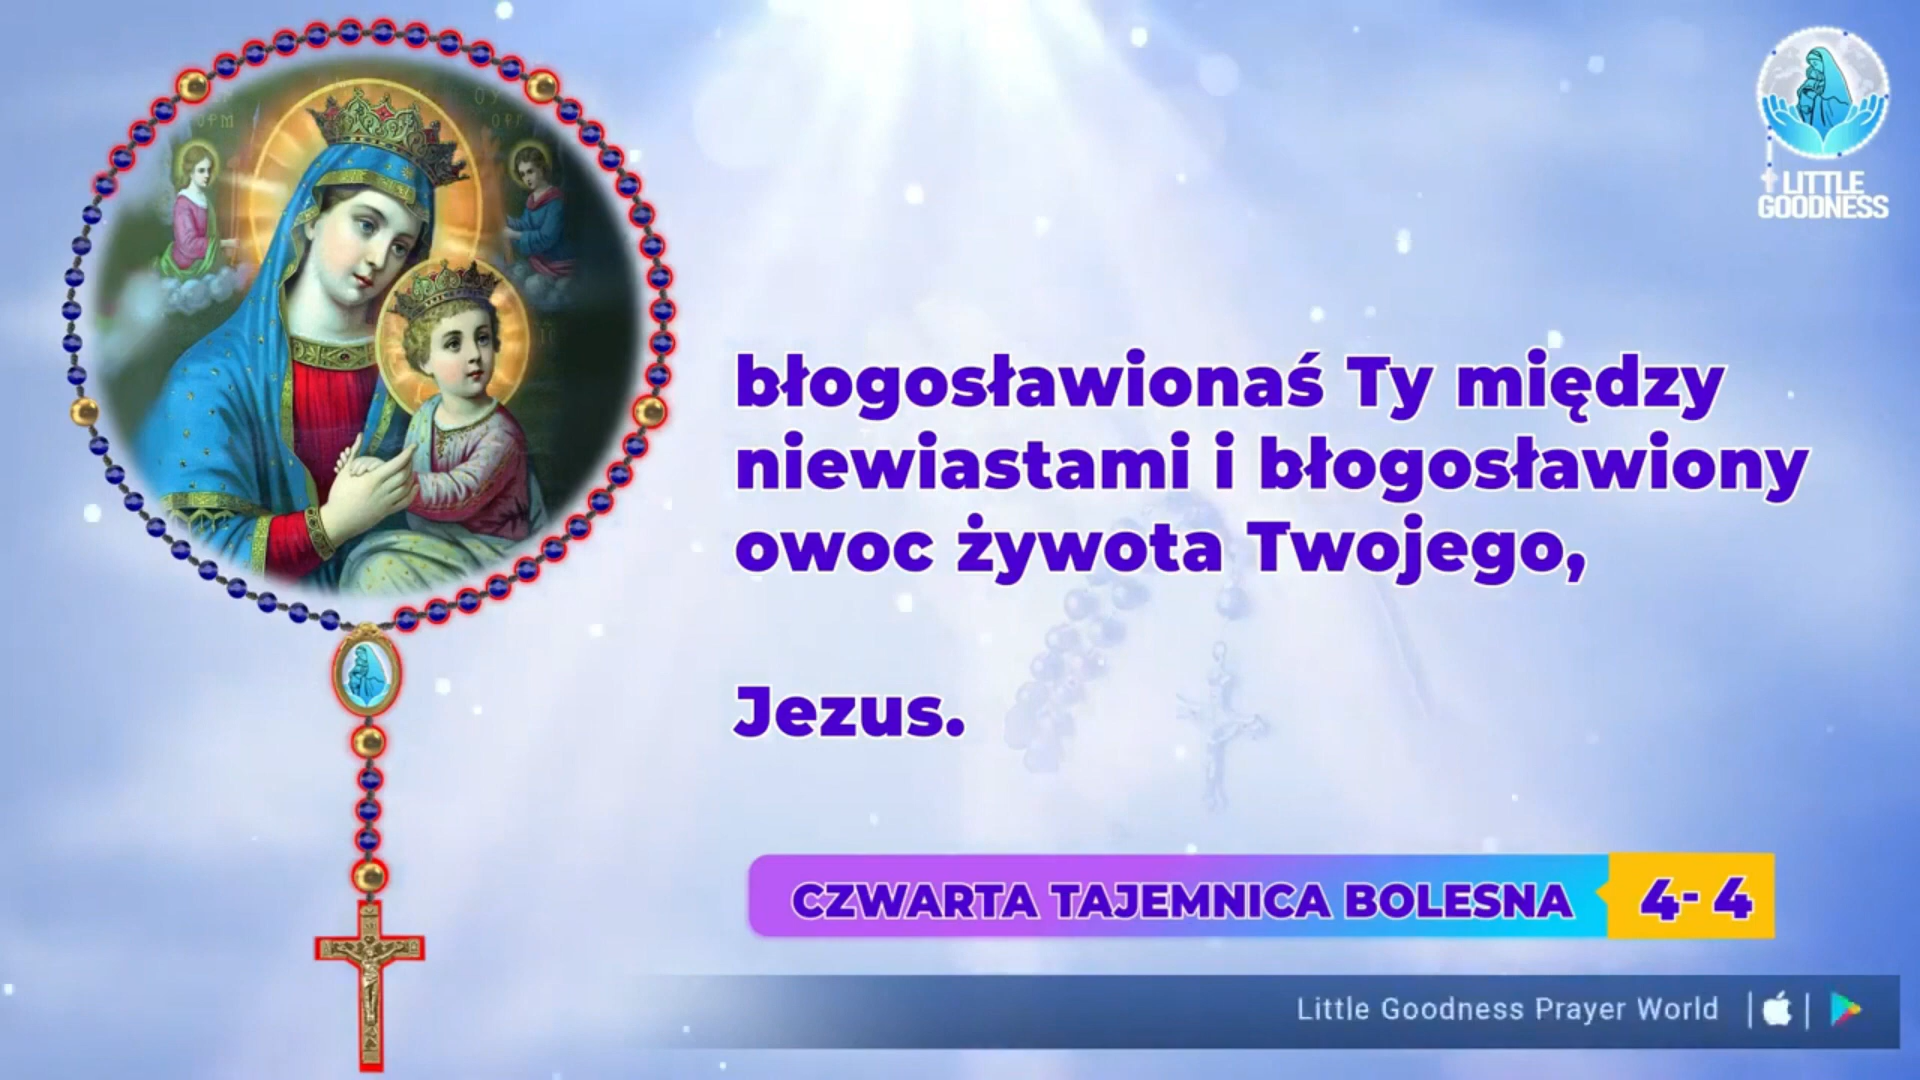 LITTLE
GOODNESS
błogosławionaś Ty między
niewiastami i błogosławiony
owoc żywota Twojego,
Jezus.
CZWARTA TAJEMNICA BOLESNA 4- 4
Little Goodness Prayer World